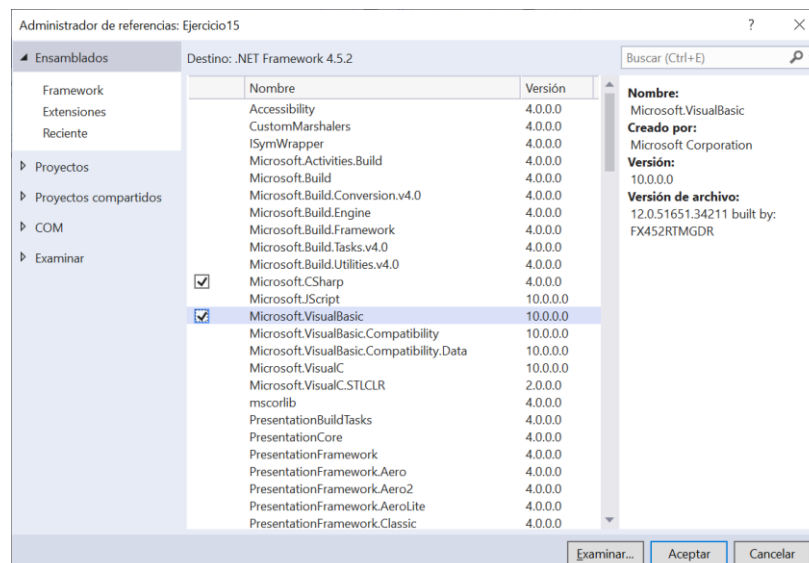 Administrador de referencias: Ejercicio15
Ensamblados
Framework
Extensiones
Reciente
Proyectos
Proyectos compartidos
COM
Examinar
Destino: .NET Framework 4.5.2
Buscar (Ctrl+E)
Nombre Versión
Accessibility 4.0.0.0
CustomMarshalers 4.0.0.0
ISymWrapper 4.0.0.0
Microsoft.Activities.Build 4.0.0.0
Microsoft.Build 4.0.0.0
Microsoft.Build.Conversion.v4.0 4.0.0.0
Microsoft.Build.Engine 4.0.0.0
Microsoft.Build.Framework 4.0.0.0
Microsoft.Build.Tasks.v4.0 4.0.0.0
Microsoft.Build.Utilities.v4.0 4.0.0.0
Microsoft.CSharp 4.0.0.0
Microsoft.JScript 10.0.0.0
Microsoft.VisualBasic 10.0.0.0
Microsoft.VisualBasic.Compatibility 10.0.0.0
Microsoft.VisualBasic.Compatibility.Data 10.0.0.0
Microsoft.VisualC 10.0.0.0
Microsoft.VisualC.STLCLR 2.0.0.0
mscorlib 4.0.0.0
PresentationBuildTasks 4.0.0.0
PresentationCore 4.0.0.0
PresentationFramework 4.0.0.0
PresentationFramework.Aero 4.0.0.0
PresentationFramework.Aero2 4.0.0.0
PresentationFramework.AeroLite 4.0.0.0
PresentationFramework.Classic 4.0.0.0
Nombre:
Microsoft.VisualBasic
Creado por:
Microsoft Corporation
Versión:
10.0.0.0
Versión de archivo:
12.0.51651.34211 built by:
FX452RTMGDR
Examinar... Aceptar Cancelar